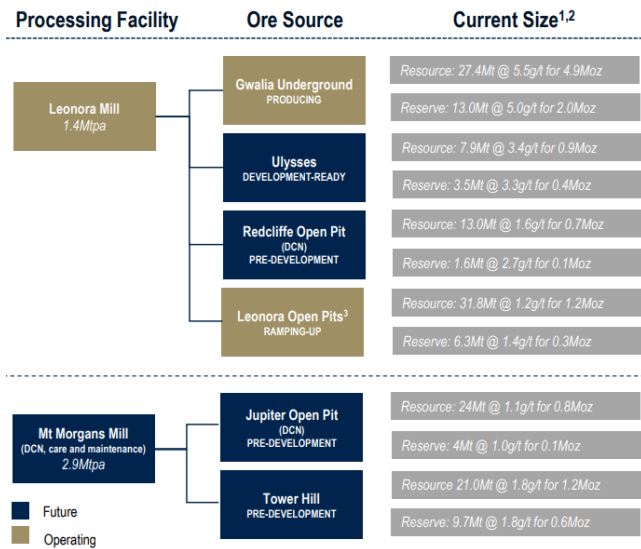 Processing Facility Ore Source Current Size1,2
Leonora Mill
1.4Mtpa
Gwalia Underground
PRODUCING
Resource: 27.4Mt @ 5.5g/t for 4.9Moz
Reserve: 13.0Mt @ 5.0g/t for 2.0Moz
Ulysses
DEVELOPMENT-READY
Resource: 7.9Mt @ 3.4g/t for 0.9Moz
Reserve: 3.5Mt @ 3.3g/t for 0.4Moz
Redcliffe Open Pit
(DCN)
PRE-DEVELOPMENT
Resource: 13.0Mt @ 1.6g/t for 0.7Moz
Reserve: 1.6Mt @ 2.7g/t for 0.1Moz
Leonora Open Pits3
RAMPING-UP
Resource: 31.8Mt @ 1.2g/t for 1.2Moz
Reserve: 6.3Mt @ 1.4g/t for 0.3Moz
Mt Morgans Mill
(DCN, care and maintenance)
2.9Mtpa
Jupiter Open Pit
(DCN)
PRE-DEVELOPMENT
Resource: 24Mt @ 1.1g/t for 0.8Moz
Reserve: 4Mt @ 1.0g/t for 0.1Moz
Tower Hill
PRE-DEVELOPMENT
Resource 21.0Mt @ 1.8g/t for 1.2Moz
Reserve: 9.7Mt @ 1.8g/t for 0.6Moz
Future
Operating